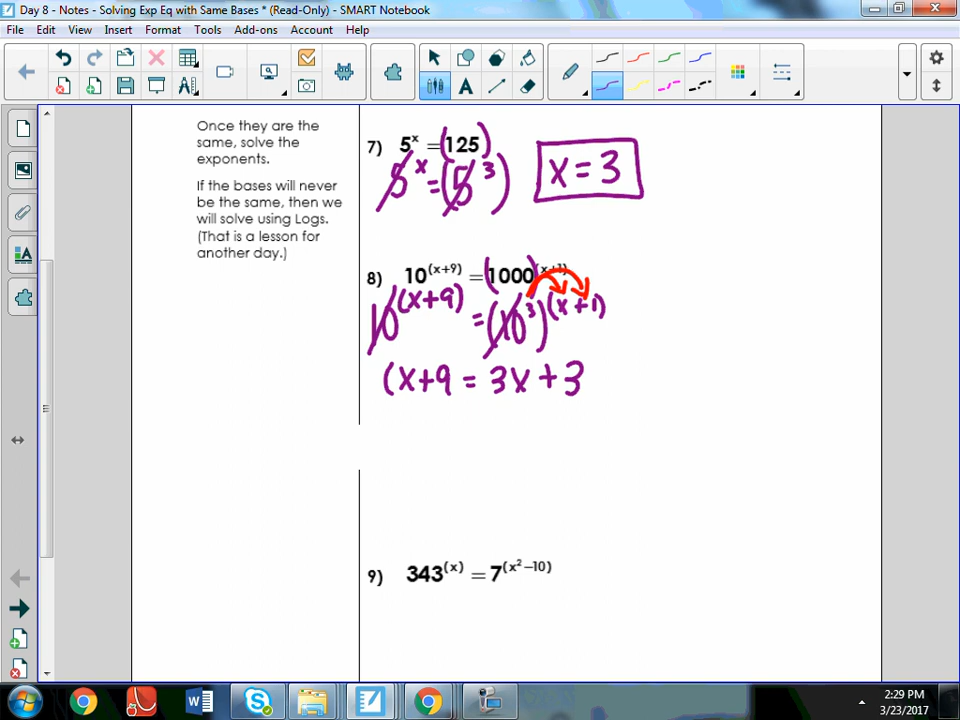 Day 8 - Notes - Solving Exp Eq with Same Bases * (Read-Only) - SMART Notebook
File Edit View Insert Format Tools Add-ons Account Help
Once they are the
same, solve the
exponents.
If the bases will never
be the same, then we
will solve using Logs.
(That is a lesson for
another day.)
7) 5^x = (125)
5^x = (5^3)
x = 3
8) 10^(x+9) = (1000)^(x+1)
10^(x+9) = (10^3)^(x+1)
(x+9 = 3x+3
9) 343^(x) = 7^(x²−10)
2:29 PM
3/23/2017